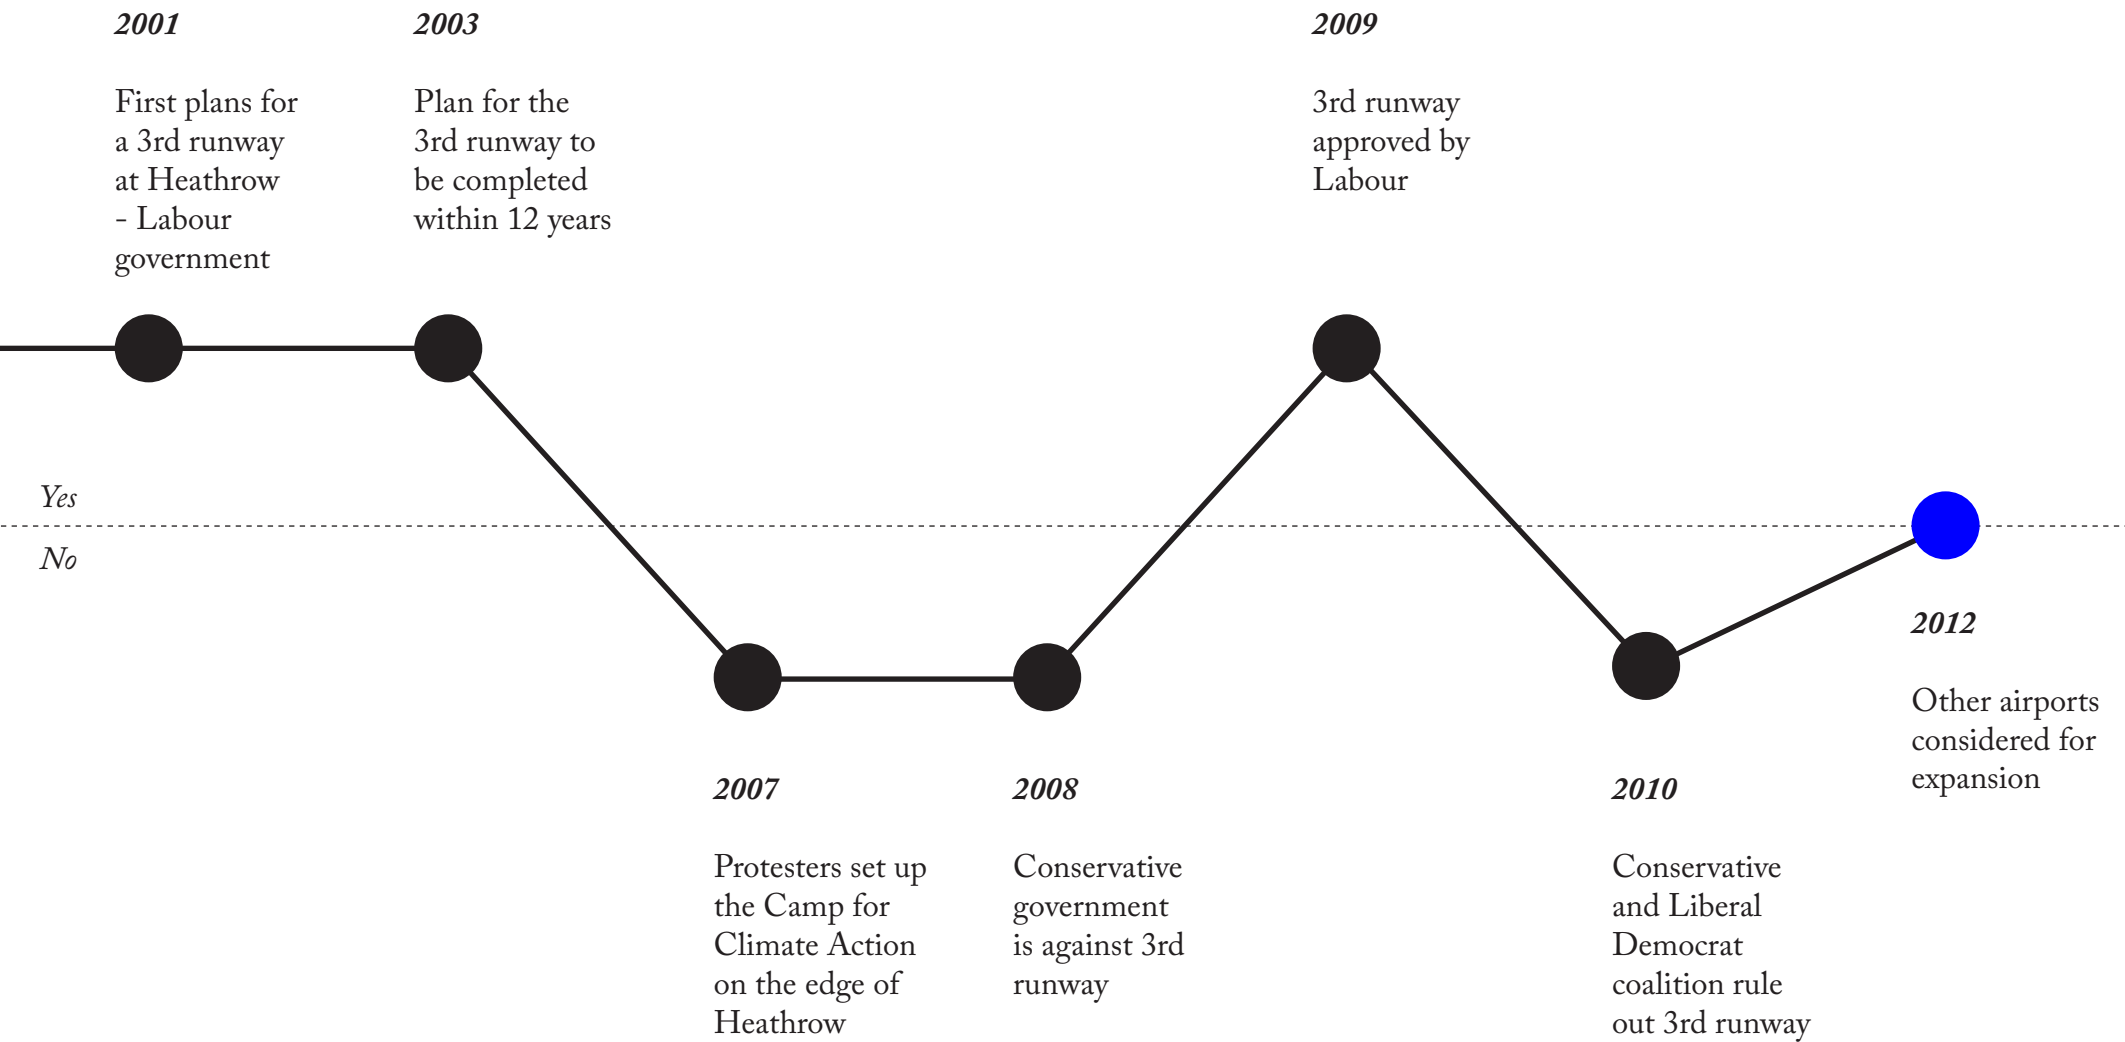 2001
First plans for
a 3rd runway
at Heathrow
- Labour
government
2003
Plan for the
3rd runway to
be completed
within 12 years
2009
3rd runway
approved by
Labour
Yes
No
2007
Protesters set up
the Camp for
Climate Action
on the edge of
Heathrow
2008
Conservative
government
is against 3rd
runway
2010
Conservative
and Liberal
Democrat
coalition rule
out 3rd runway
2012
Other airports
considered for
expansion